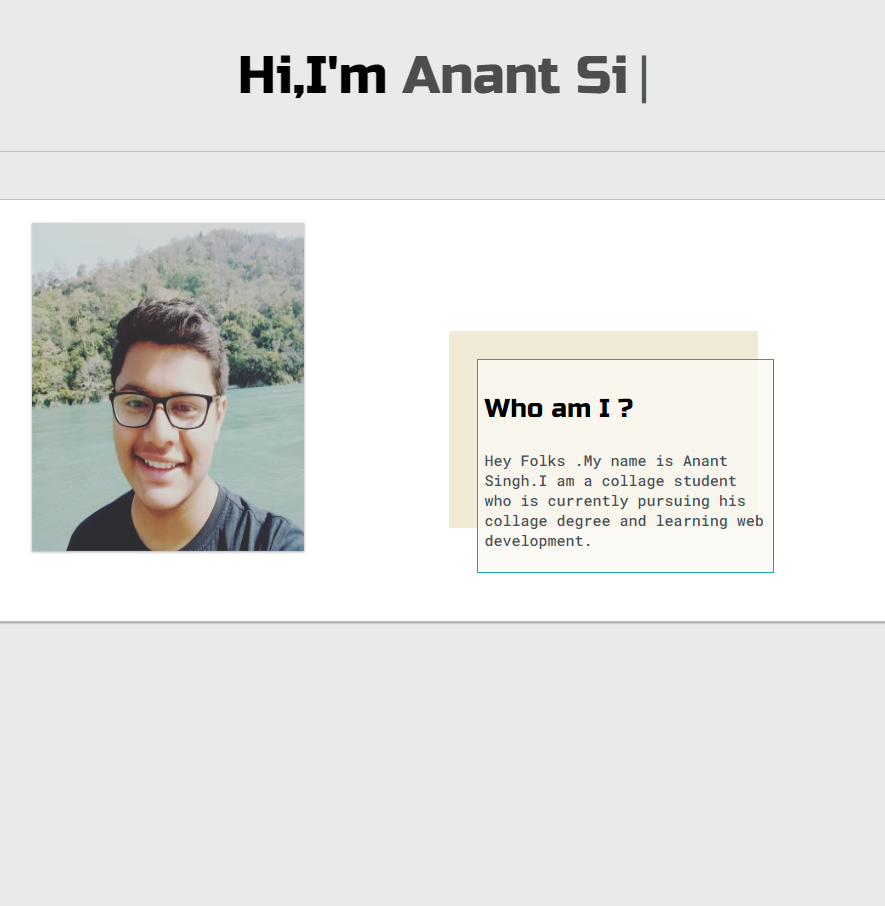 Hi,I'm Anant Si|
Who am I ?
Hey Folks .My name is Anant
Singh.I am a collage student
who is currently pursuing his
collage degree and learning web
development.